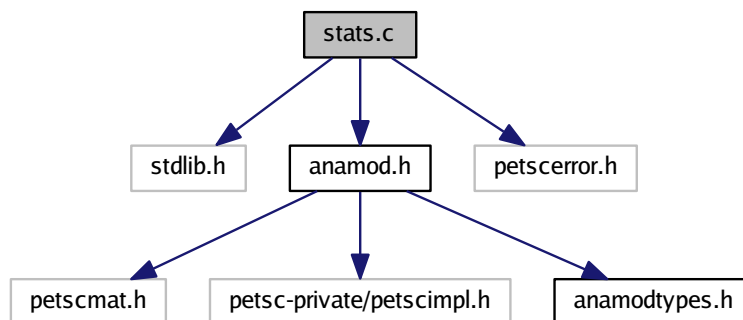 stats.c
stdlib.h
anamod.h
petscerror.h
petscmat.h
petsc-private/petscimpl.h
anamodtypes.h